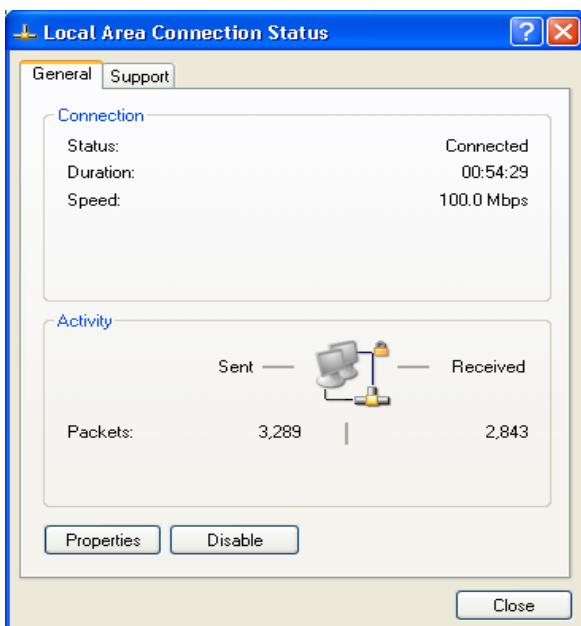 Local Area Connection Status
General Support
Connection
Status: Connected
Duration: 00:54:29
Speed: 100.0 Mbps
Activity
Sent Received
Packets: 3,289 2,843
Properties Disable
Close